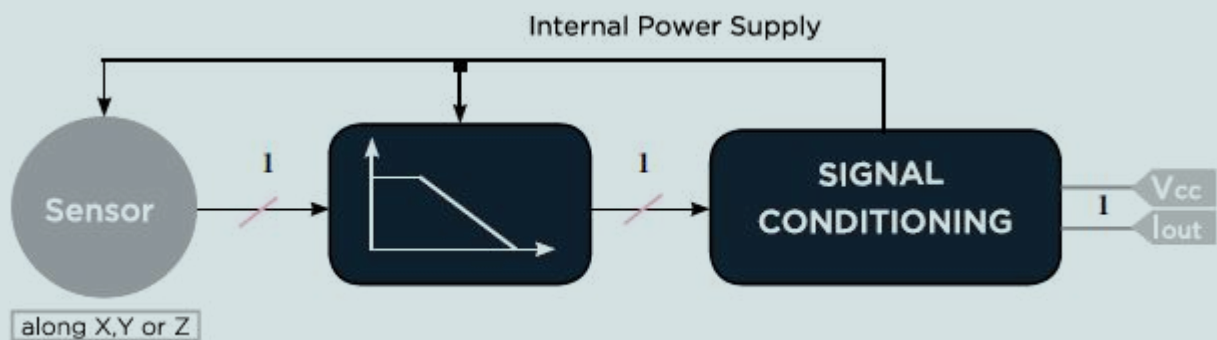 Internal Power Supply
Sensor
1
1
SIGNAL
CONDITIONING
1
Vcc
Iout
along X,Y or Z